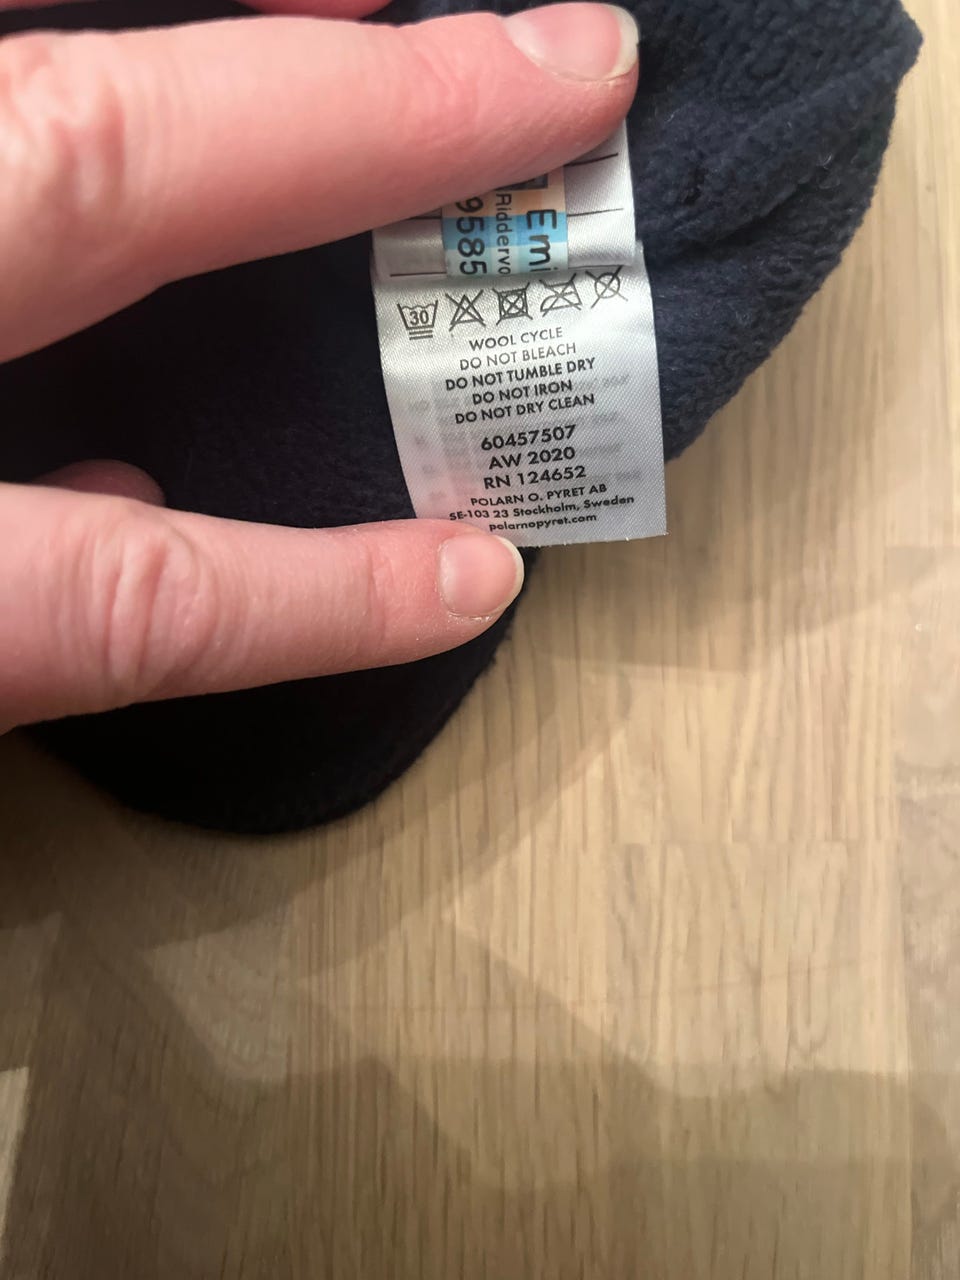 Emi
Riddervo
9585
30
WOOL CYCLE
DO NOT BLEACH
DO NOT TUMBLE DRY
DO NOT IRON
DO NOT DRY CLEAN
60457507
AW 2020
RN 124652
POLARN O. PYRET AB
SE-103 23 Stockholm, Sweden
polarnopyret.com